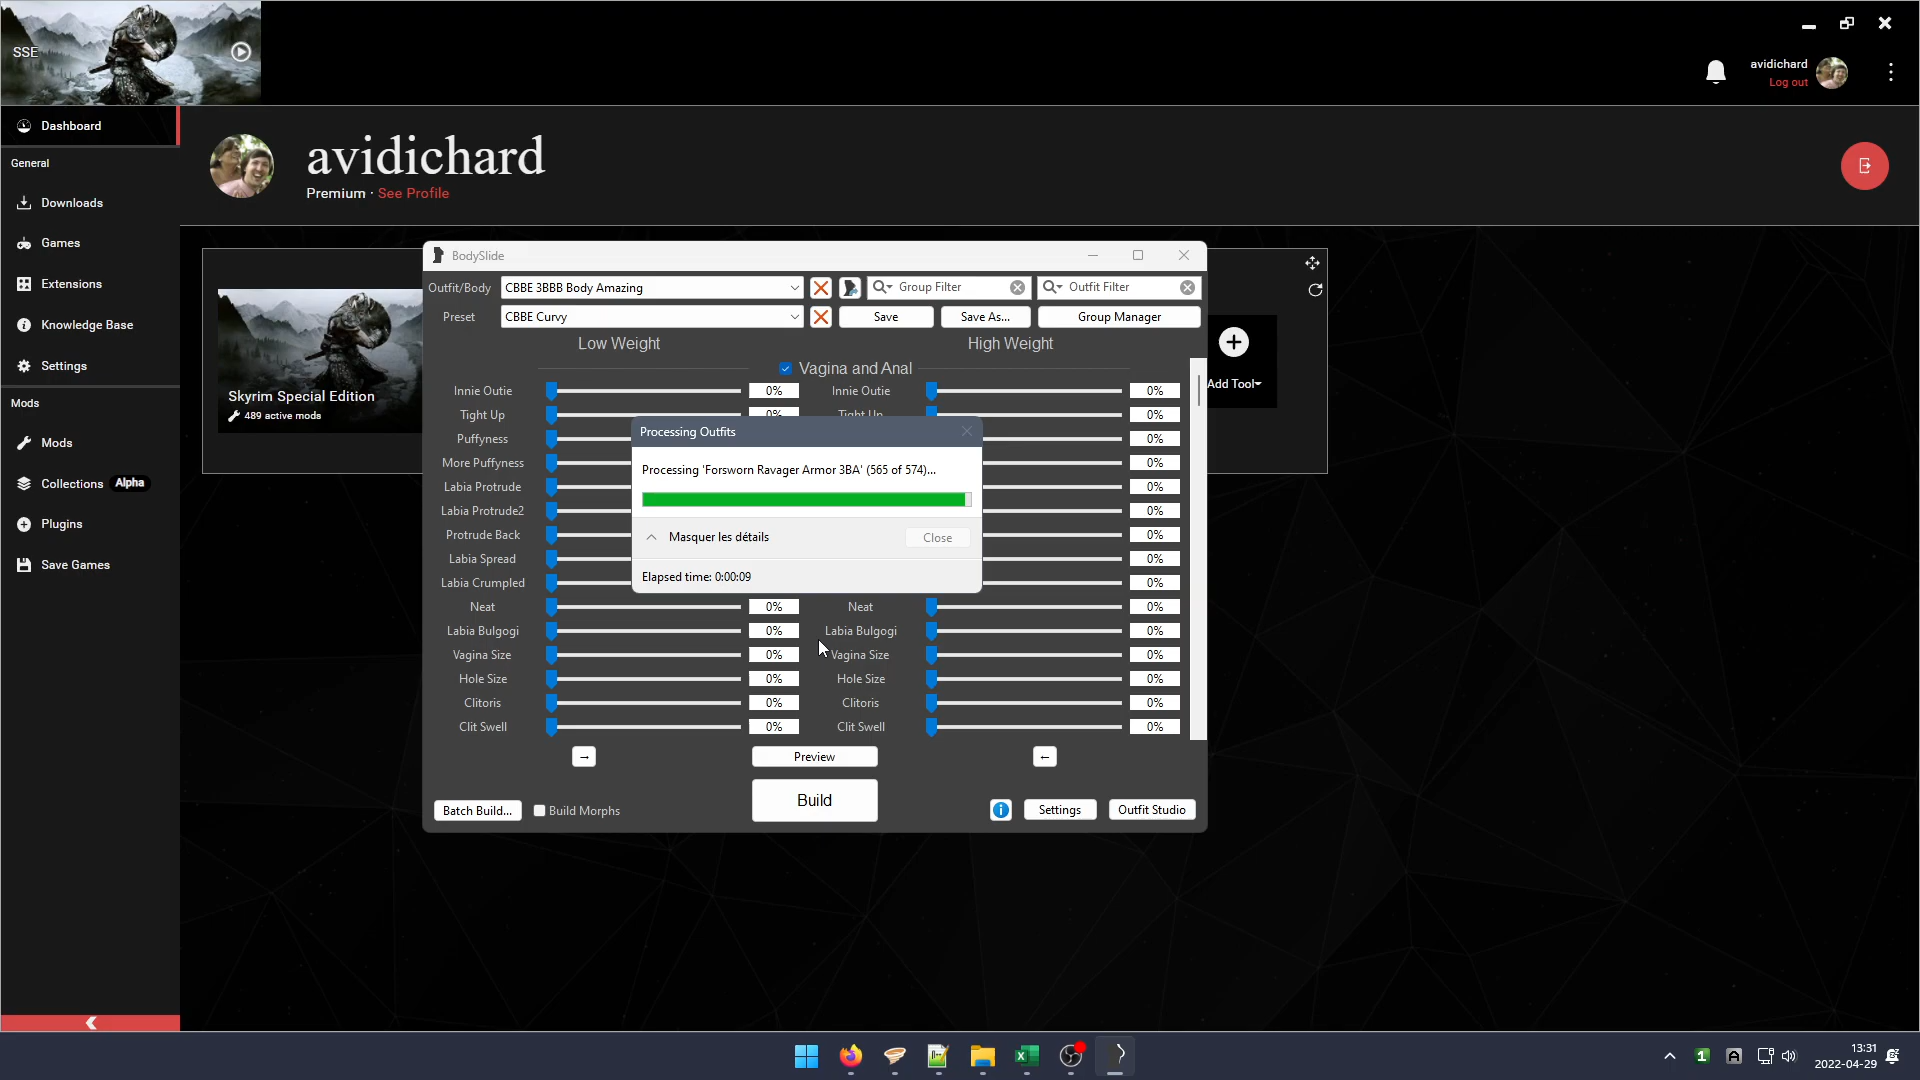 SSE
avidichard
Log out
Dashboard
General
Downloads
Games
Extensions
Knowledge Base
Settings
Mods
Mods
Collections Alpha
Plugins
Save Games
avidichard
Premium · See Profile
Skyrim Special Edition
489 active mods
Add Tool
BodySlide
Outfit/Body CBBE 3BBB Body Amazing Group Filter Outfit Filter
Preset CBBE Curvy Save Save As... Group Manager
Low Weight High Weight
Vagina and Anal
Innie Outie 0% Innie Outie 0%
Tight Up 0% Tight Up 0%
Puffyness 0%
More Puffyness 0%
Labia Protrude 0%
Labia Protrude2 0%
Protrude Back 0%
Labia Spread 0%
Labia Crumpled 0%
Neat 0% Neat 0%
Labia Bulgogi 0% Labia Bulgogi 0%
Vagina Size 0% Vagina Size 0%
Hole Size 0% Hole Size 0%
Clitoris 0% Clitoris 0%
Clit Swell 0% Clit Swell 0%
→ Preview ←
Batch Build... Build Morphs Build Settings Outfit Studio
Processing Outfits
Processing 'Forsworn Ravager Armor 3BA' (565 of 574)...
Masquer les détails Close
Elapsed time: 0:00:09
1 A 13:31
2022-04-29